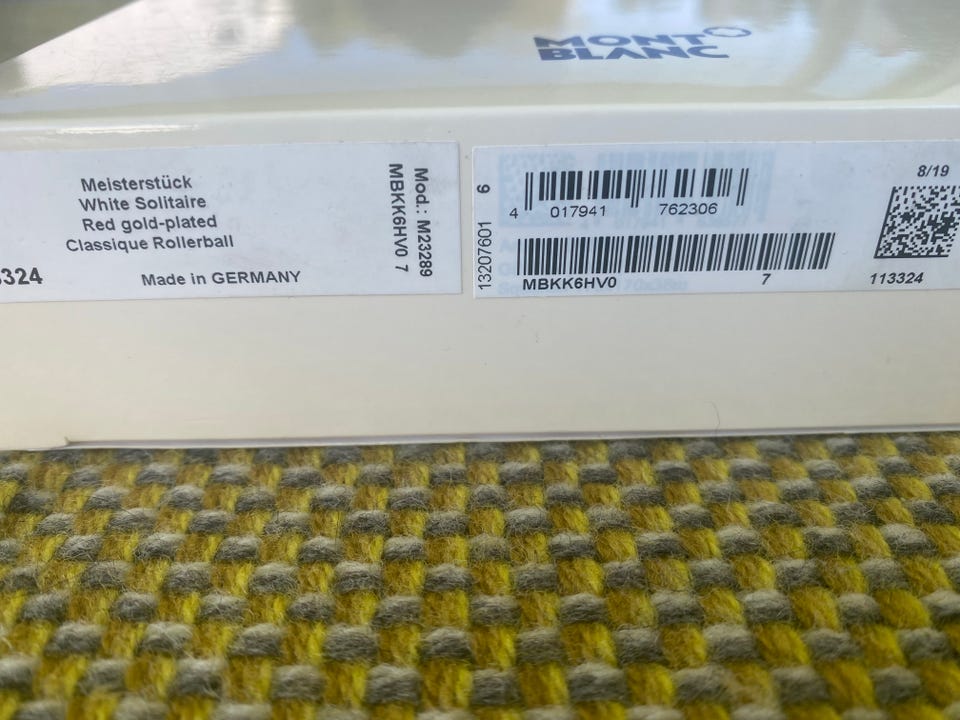 MONT
BLANC
Meisterstück
White Solitaire
Red gold-plated
Classique Rollerball
324
Made in GERMANY
Mod.: M23289
MBKK6HV0 7
13207601 6
4 017941 762306
MBKK6HV0 7
8/19
113324